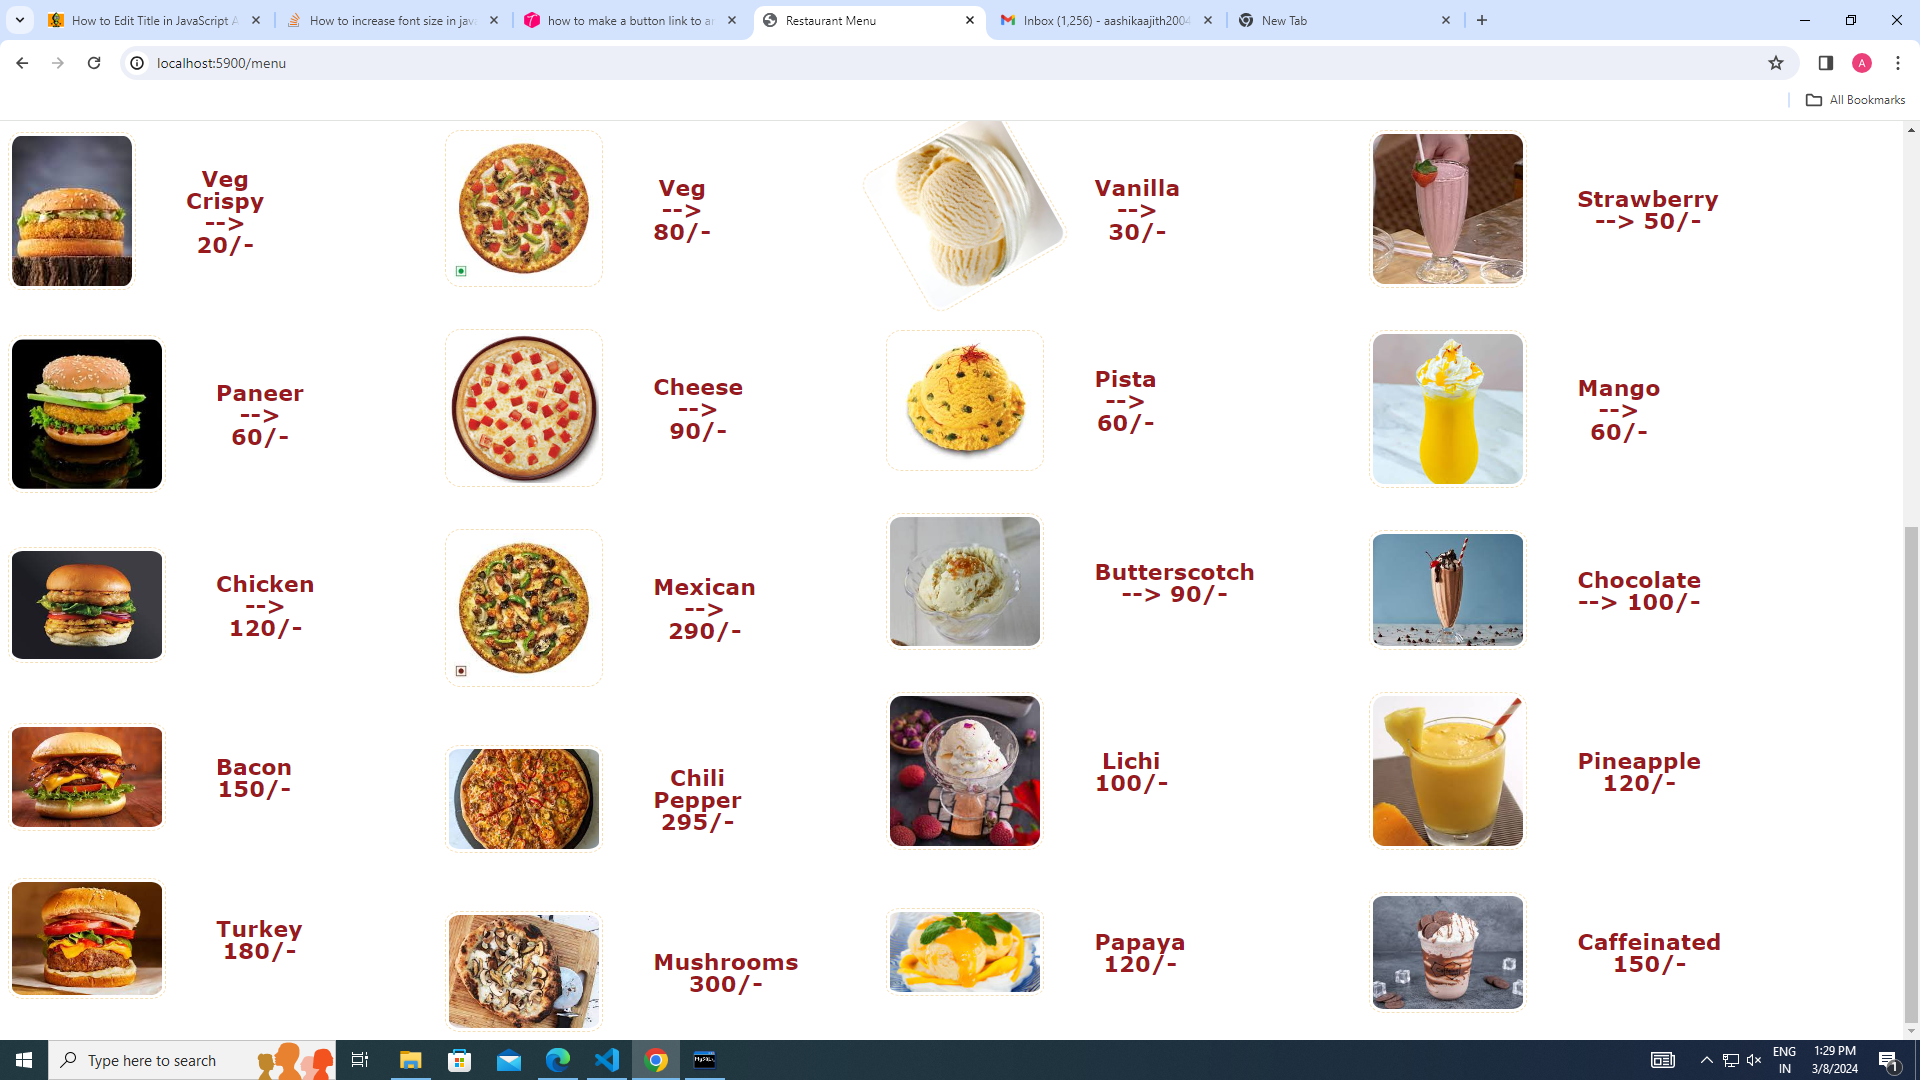 How to Edit Title in JavaScript A
How to increase font size in java
how to make a button link to an
Restaurant Menu
Inbox (1,256) - aashikaajith2004
New Tab
localhost:5900/menu
A
All Bookmarks
Veg
Crispy
-->
20/-
Veg
-->
80/-
Vanilla
-->
30/-
Strawberry
--> 50/-
Paneer
-->
60/-
Cheese
-->
90/-
Pista
-->
60/-
Mango
-->
60/-
Chicken
-->
120/-
Mexican
-->
290/-
Butterscotch
--> 90/-
Chocolate
--> 100/-
Bacon
150/-
Chili
Pepper
295/-
Lichi
100/-
Pineapple
120/-
Turkey
180/-
Mushrooms
300/-
Papaya
120/-
Caffeinated
150/-
Type here to search
ENG
IN
1:29 PM
3/8/2024
1